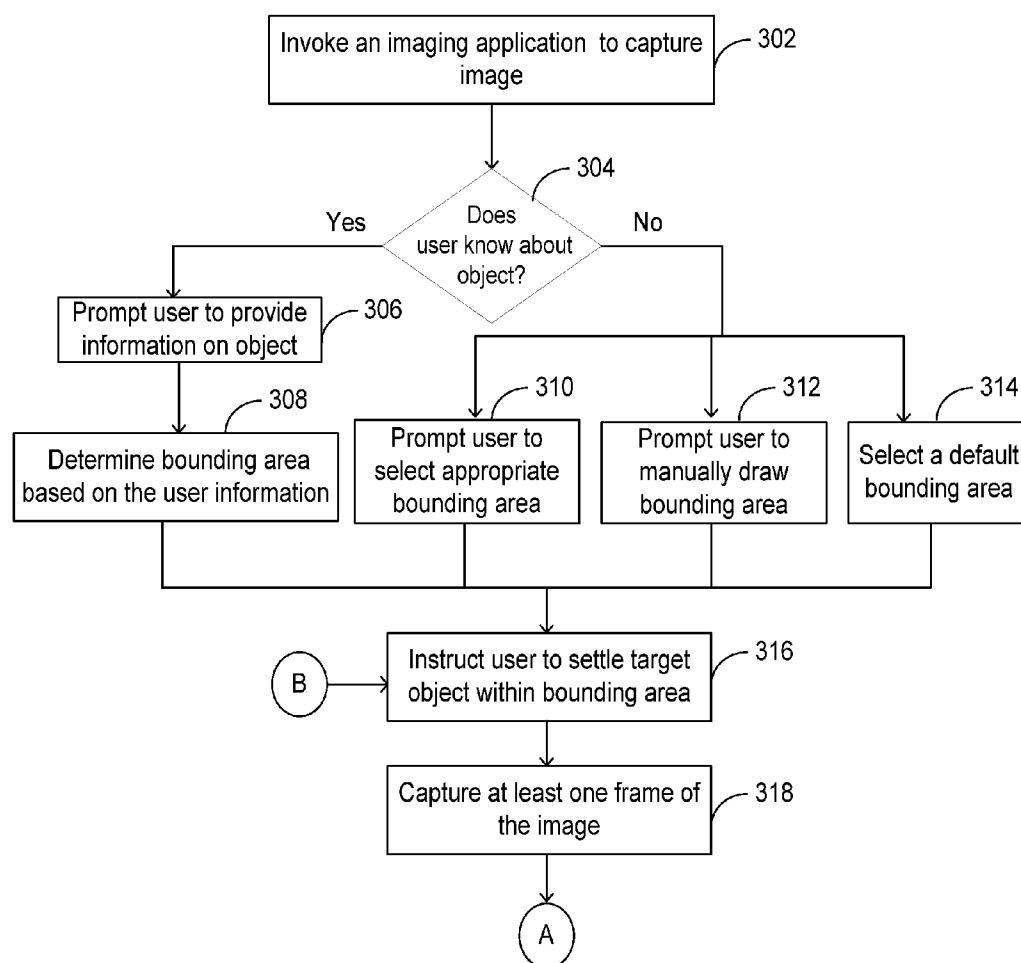 Invoke an imaging application to capture
image
302
304
Yes
Does
user know about
object?
No
Prompt user to provide
information on object
306
308
Determine bounding area
based on the user information
310
Prompt user to
select appropriate
bounding area
312
Prompt user to
manually draw
bounding area
314
Select a default
bounding area
B
Instruct user to settle target
object within bounding area
316
Capture at least one frame of
the image
318
A